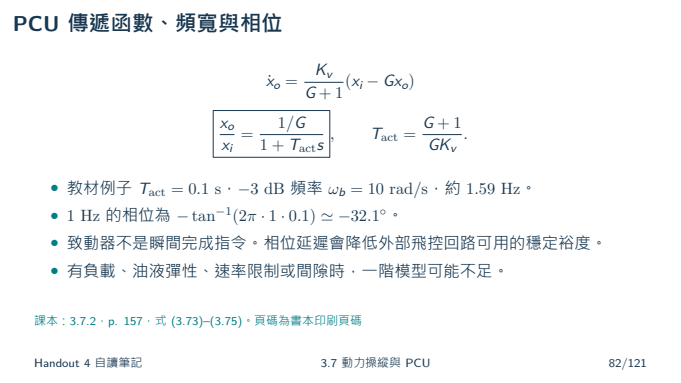 PCU 傳遞函數、頻寬與相位
ẋₒ = Kᵥ/(G + 1) (xᵢ − Gxₒ)
xₒ/xᵢ = (1/G)/(1 + T_act s), T_act = (G + 1)/(GKᵥ).
• 教材例子 T_act = 0.1 s，−3 dB 頻率 ω_b = 10 rad/s，約 1.59 Hz。
• 1 Hz 的相位為 − tan⁻¹(2π · 1 · 0.1) ≃ −32.1°。
• 致動器不是瞬間完成指令。相位延遲會降低外部飛控回路可用的穩定裕度。
• 有負載、油液彈性、速率限制或間隙時，一階模型可能不足。
課本：3.7.2，p. 157，式 (3.73)–(3.75)。頁碼為書本印刷頁碼
Handout 4 自讀筆記 3.7 動力操縱與 PCU 82/121